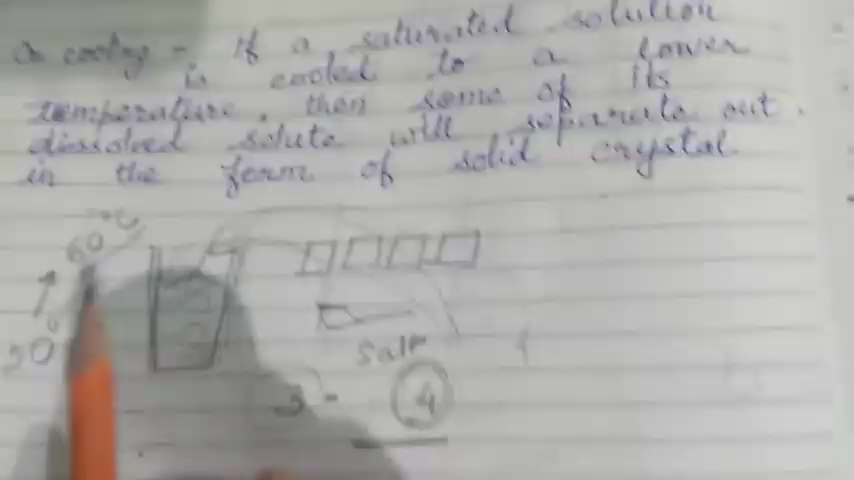 On cooling - If a saturated solution
is cooled to a lower
temperature, then some of its
dissolved solute will separate out.
in the form of solid crystal.
60 °C
20°
Salt
4